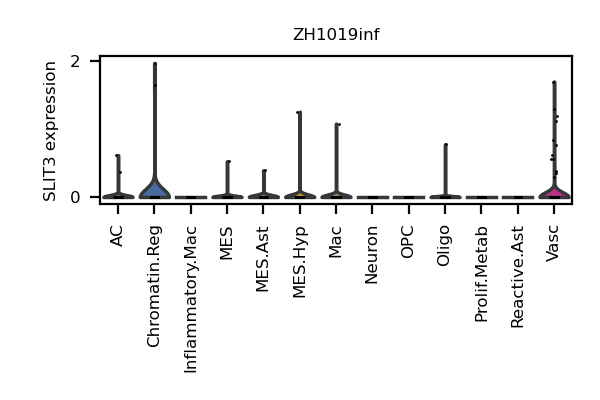 ZH1019inf
SLIT3 expression
2
0
AC
Chromatin.Reg
Inflammatory.Mac
MES
MES.Ast
MES.Hyp
Mac
Neuron
OPC
Oligo
Prolif.Metab
Reactive.Ast
Vasc